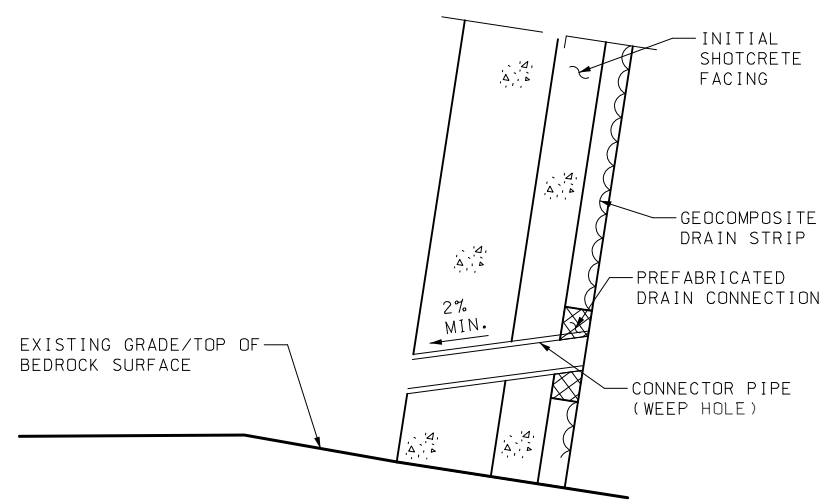 INITIAL
SHOTCRETE
FACING
GEOCOMPOSITE
DRAIN STRIP
PREFABRICATED
DRAIN CONNECTION
2%
MIN.
EXISTING GRADE/TOP OF
BEDROCK SURFACE
CONNECTOR PIPE
(WEEP HOLE)